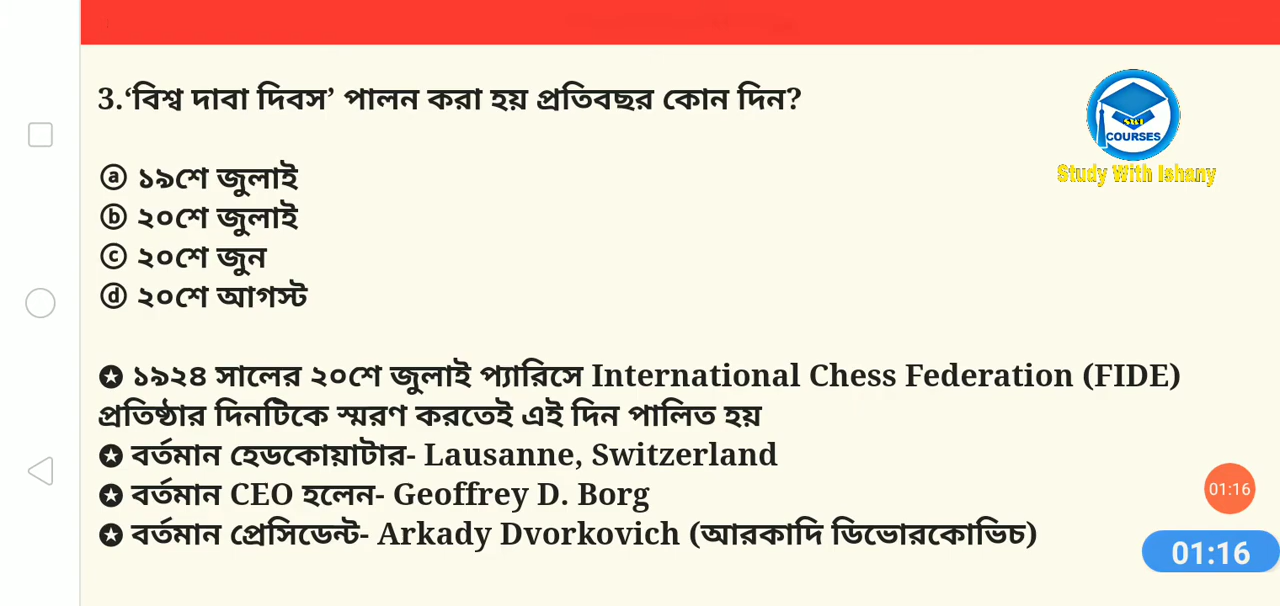 3.‘বিশ্ব দাবা দিবস’ পালন করা হয় প্রতিবছর কোন দিন?
ⓐ ১৯শে জুলাই
ⓑ ২০শে জুলাই
ⓒ ২০শে জুন
ⓓ ২০শে আগস্ট
✪ ১৯২৪ সালের ২০শে জুলাই প্যারিসে International Chess Federation (FIDE)
প্রতিষ্ঠার দিনটিকে স্মরণ করতেই এই দিন পালিত হয়
✪ বর্তমান হেডকোয়াটার- Lausanne, Switzerland
✪ বর্তমান CEO হলেন- Geoffrey D. Borg
✪ বর্তমান প্রেসিডেন্ট- Arkady Dvorkovich (আরকাদি ডিভোরকোভিচ)
COURSES
Study With Ishany
01:16
01:16